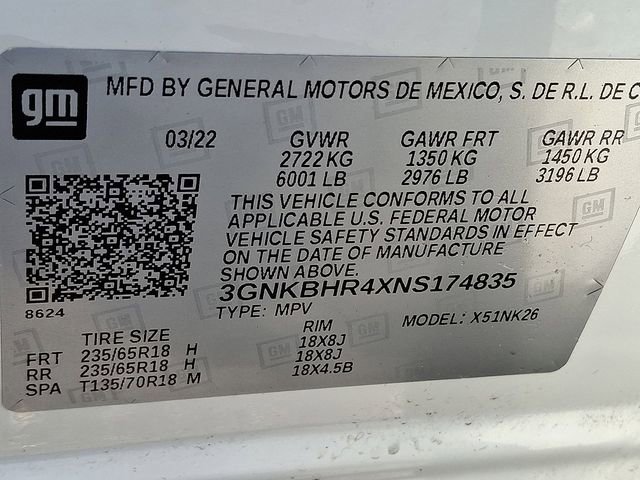 gm MFD BY GENERAL MOTORS DE MEXICO, S. DE R.L. DE C
03/22 GVWR GAWR FRT GAWR RR
2722 KG 1350 KG 1450 KG
6001 LB 2976 LB 3196 LB
THIS VEHICLE CONFORMS TO ALL
APPLICABLE U.S. FEDERAL MOTOR
VEHICLE SAFETY STANDARDS IN EFFECT
ON THE DATE OF MANUFACTURE
SHOWN ABOVE.
8624
3GNKBHR4XNS174835
TYPE: MPV MODEL: X51NK26
TIRE SIZE RIM
FRT 235/65R18 H 18X8J
RR 235/65R18 H 18X8J
SPA T135/70R18 M 18X4.5B